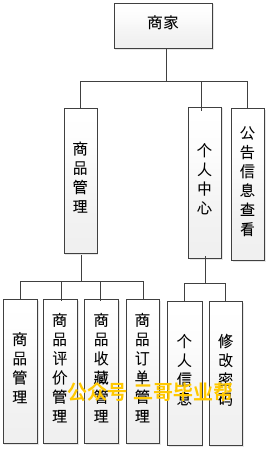 商家
商品管理
个人中心
公告信息查看
商品管理
商品评价管理
商品收藏管理
商品订单管理
个人信息
修改密码
公众号 二哥毕业帮